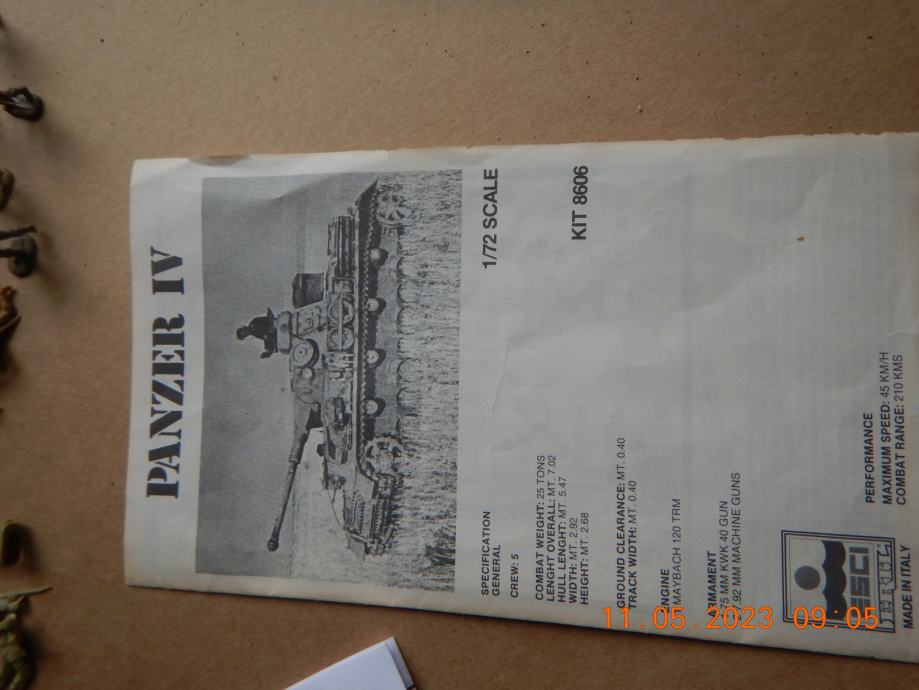 PANZER IV
1/72 SCALE
KIT 8606
SPECIFICATION
GENERAL
CREW: 5
COMBAT WEIGHT: 25 TONS
LENGHT OVERALL: MT. 7.02
HULL LENGHT: MT. 5.47
WIDTH: MT. 2.92
HEIGHT: MT. 2.68
GROUND CLEARANCE: MT. 0.40
TRACK WIDTH: MT. 0.40
ENGINE
MAYBACH 120 TRM
ARMAMENT
75 MM KWK 40 GUN
7,92 MM MACHINE GUNS
PERFORMANCE
MAXIMUM SPEED: 45 KM/H
COMBAT RANGE: 210 KMS
ESCI
ERTL
MADE IN ITALY
11.05.2023 09:05